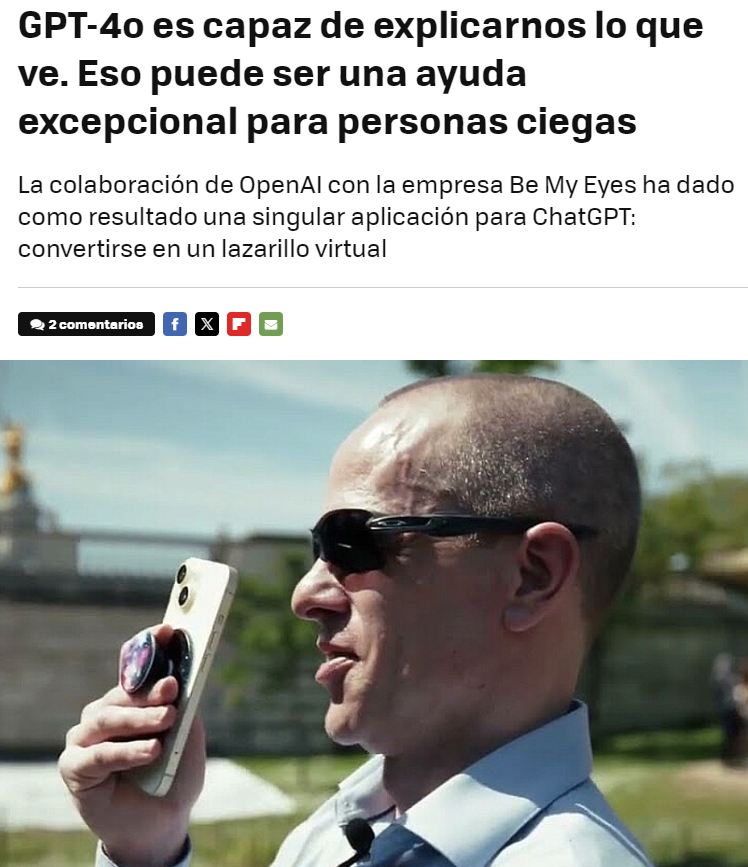 GPT-4o es capaz de explicarnos lo que
ve. Eso puede ser una ayuda
excepcional para personas ciegas
La colaboración de OpenAI con la empresa Be My Eyes ha dado
como resultado una singular aplicación para ChatGPT:
convertirse en un lazarillo virtual
2 comentarios